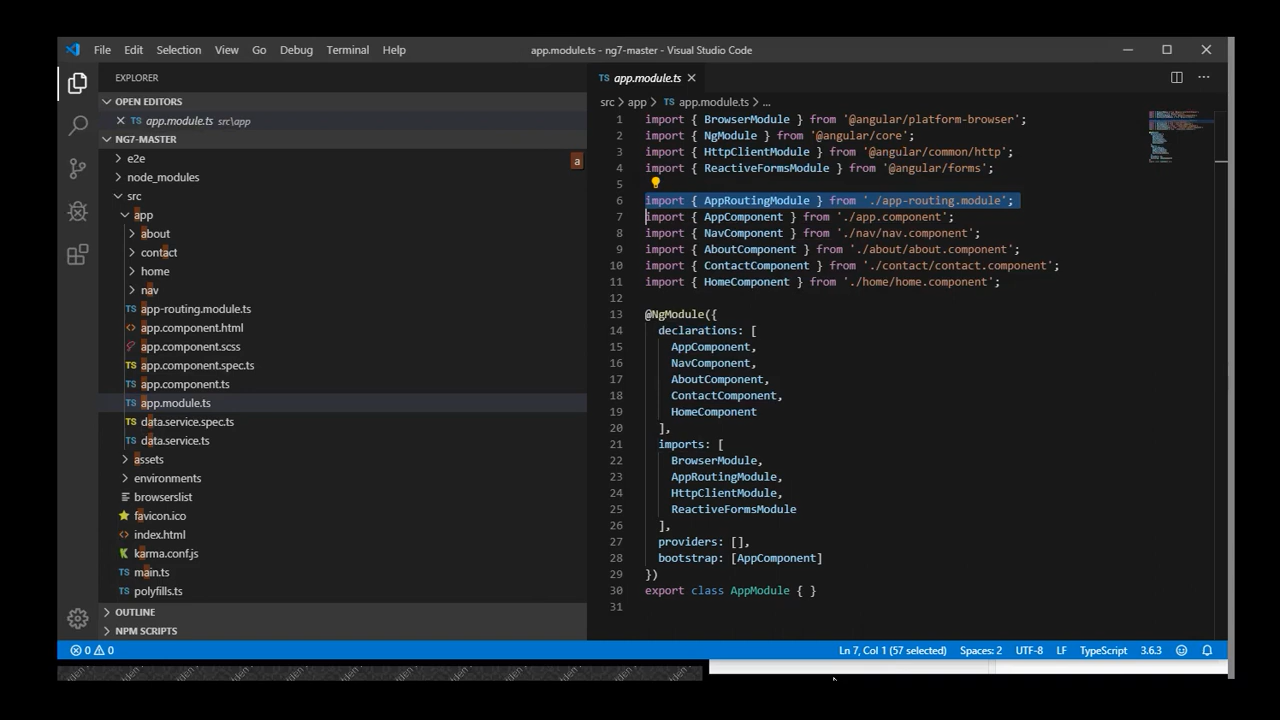 File Edit Selection View Go Debug Terminal Help app.module.ts - ng7-master - Visual Studio Code
EXPLORER
OPEN EDITORS
app.module.ts src\app
NG7-MASTER
e2e
a
node_modules
src
app
about
contact
home
nav
TS app-routing.module.ts
<> app.component.html
app.component.scss
TS app.component.spec.ts
TS app.component.ts
TS app.module.ts
TS data.service.spec.ts
TS data.service.ts
assets
environments
browserslist
favicon.ico
<> index.html
karma.conf.js
TS main.ts
TS polyfills.ts
OUTLINE
NPM SCRIPTS
TS app.module.ts
src > app > TS app.module.ts > ...
1 import { BrowserModule } from '@angular/platform-browser';
2 import { NgModule } from '@angular/core';
3 import { HttpClientModule } from '@angular/common/http';
4 import { ReactiveFormsModule } from '@angular/forms';
5
6 import { AppRoutingModule } from './app-routing.module';
7 import { AppComponent } from './app.component';
8 import { NavComponent } from './nav/nav.component';
9 import { AboutComponent } from './about/about.component';
10 import { ContactComponent } from './contact/contact.component';
11 import { HomeComponent } from './home/home.component';
12
13 @NgModule({
14 declarations: [
15 AppComponent,
16 NavComponent,
17 AboutComponent,
18 ContactComponent,
19 HomeComponent
20 ],
21 imports: [
22 BrowserModule,
23 AppRoutingModule,
24 HttpClientModule,
25 ReactiveFormsModule
26 ],
27 providers: [],
28 bootstrap: [AppComponent]
29 })
30 export class AppModule { }
31
0 0 Ln 7, Col 1 (57 selected) Spaces: 2 UTF-8 LF TypeScript 3.6.3